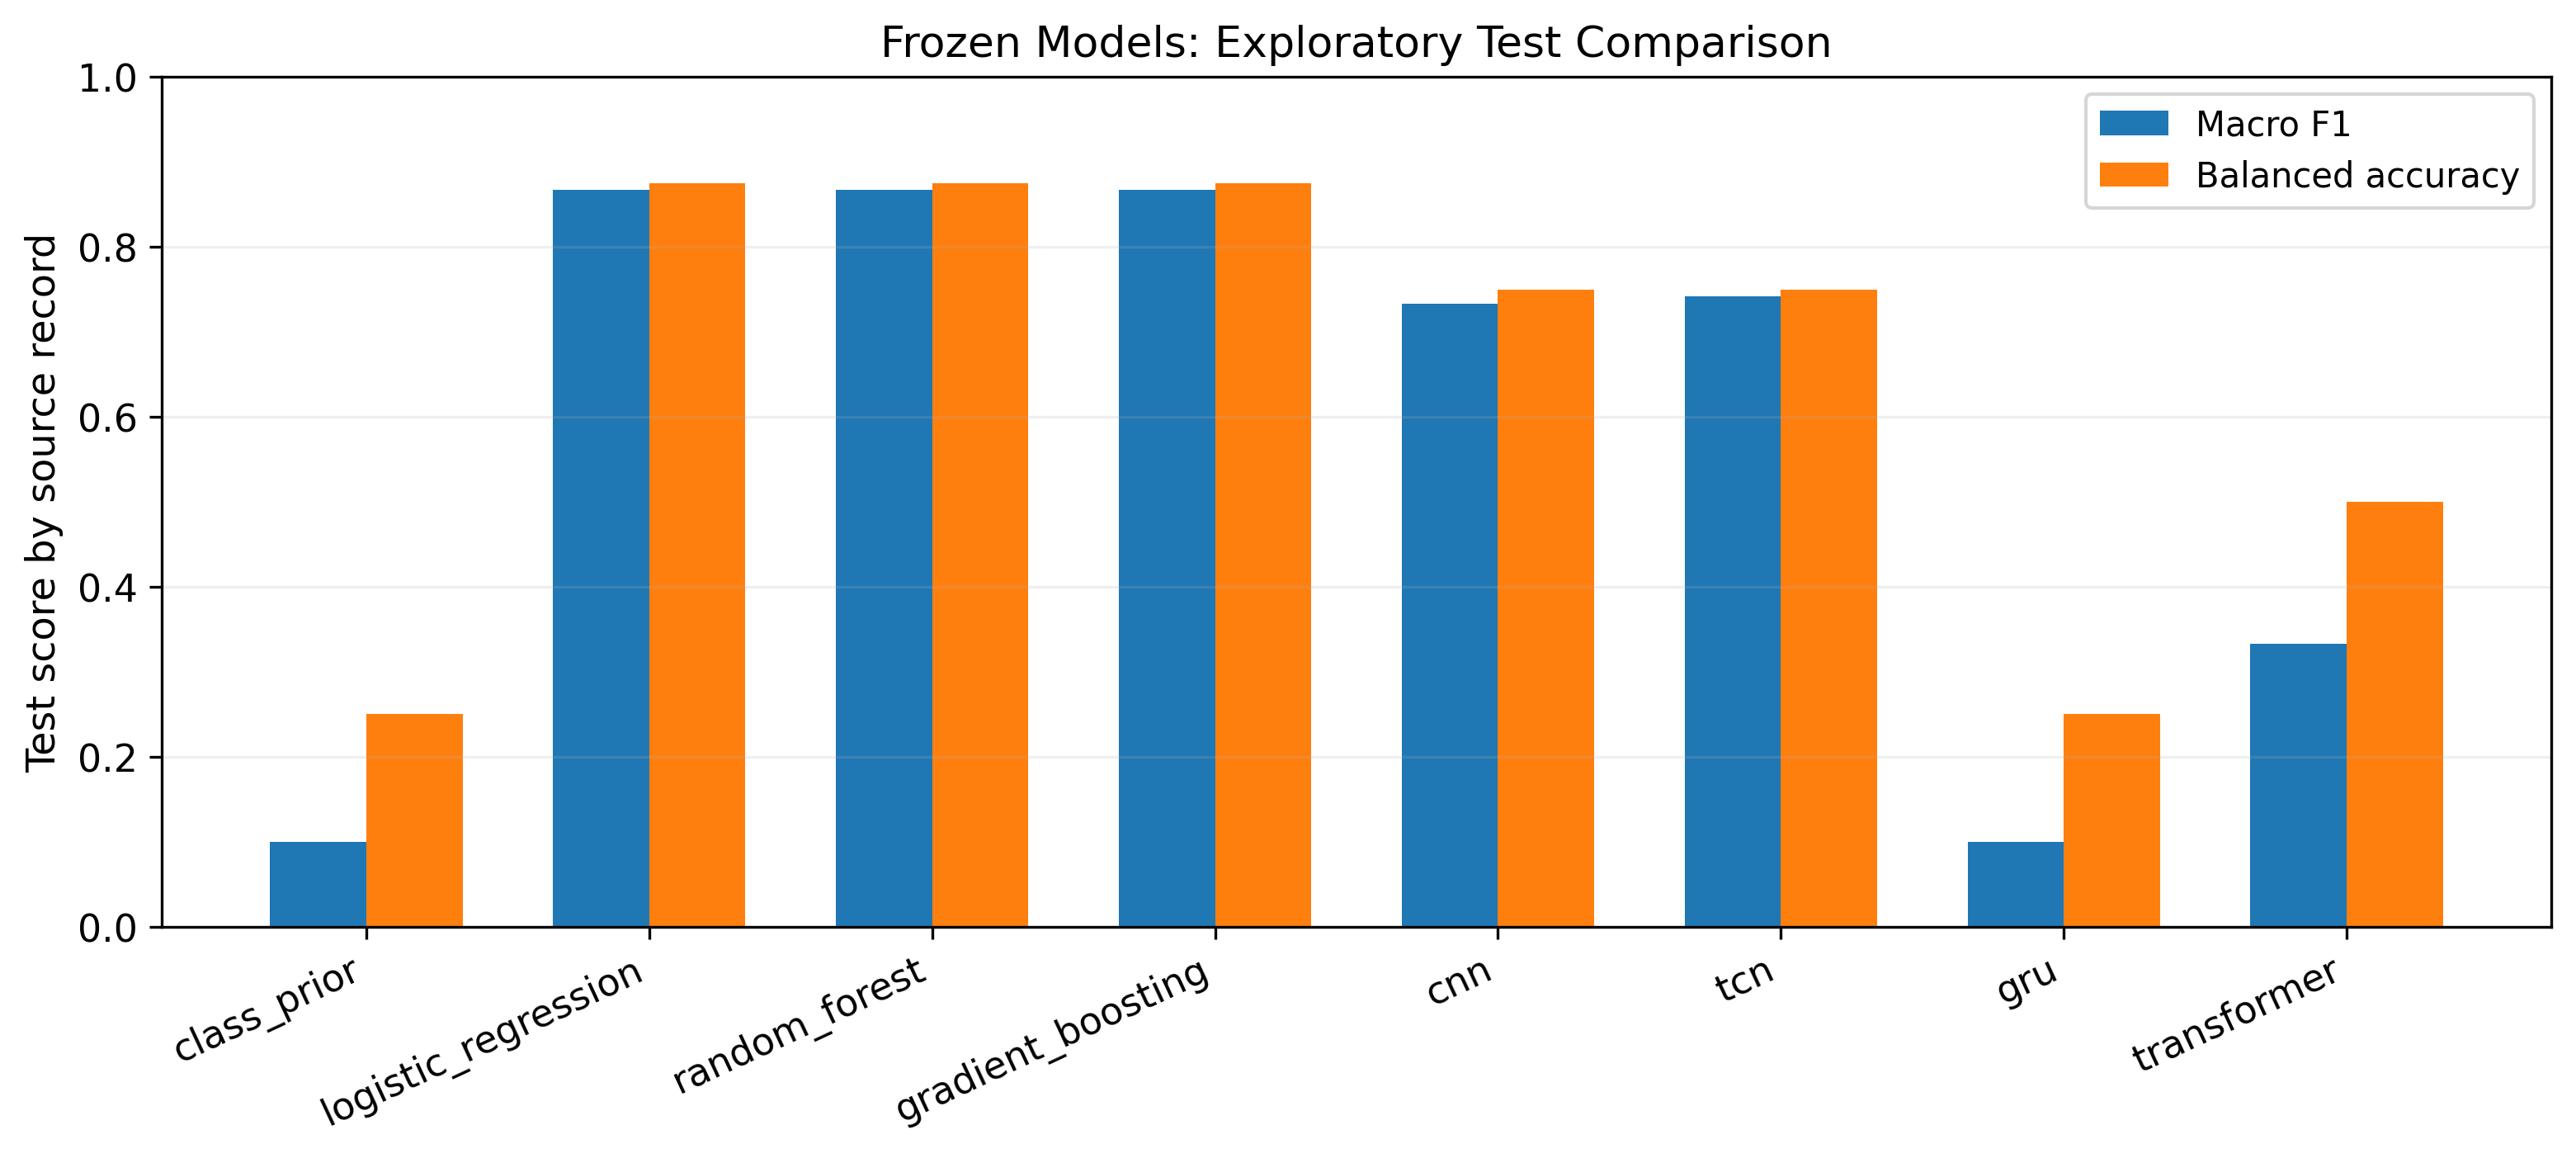 Frozen Models: Exploratory Test Comparison
Macro F1
Balanced accuracy
Test score by source record
1.0
0.8
0.6
0.4
0.2
0.0
class_prior
logistic_regression
random_forest
gradient_boosting
cnn
tcn
gru
transformer